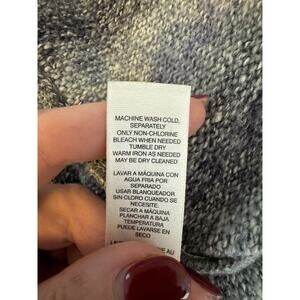 MACHINE WASH COLD,
SEPARATELY
ONLY NON-CHLORINE
BLEACH WHEN NEEDED
TUMBLE DRY
WARM IRON AS NEEDED
MAY BE DRY CLEANED
LAVAR A MÁQUINA CON
AGUA FRIA POR
SEPARADO
USAR BLANQUEADOR
SIN CLORO CUANDO SE
NECESITE.
SECAR A MÁQUINA
PLANCHAR A BAJA
TEMPERATURA
PUEDE LAVARSE EN
SECO
AU